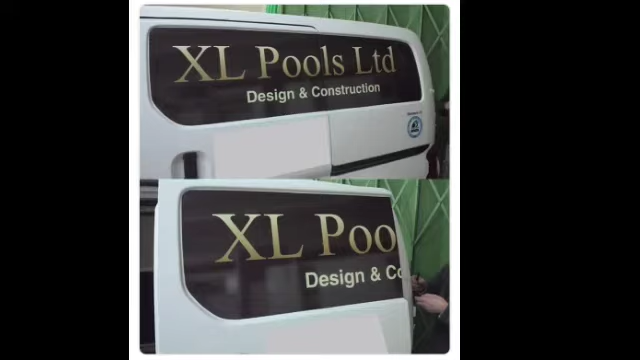 XL Pools Ltd
Design & Construction
XL Poo
Design & Co